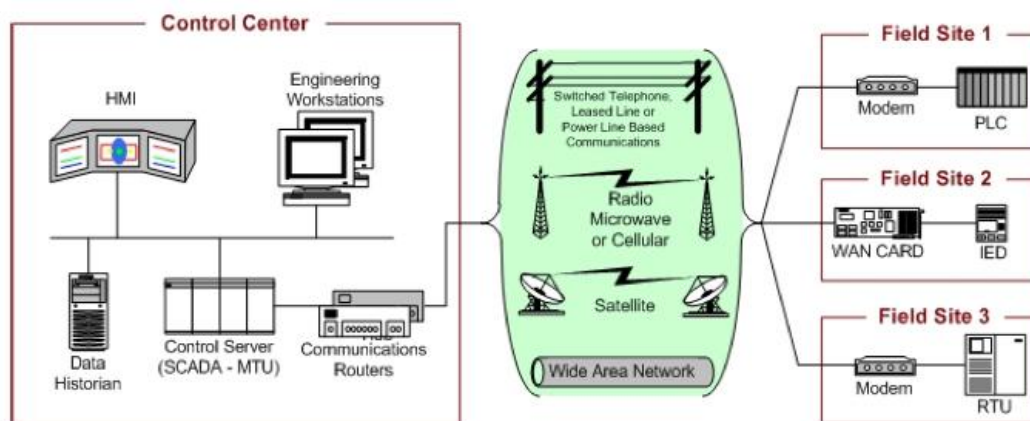 Control Center
HMI
Engineering
Workstations
Data
Historian
Control Server
(SCADA - MTU)
Communications
Routers
Switched Telephone,
Leased Line or
Power Line Based
Communications
Radio
Microwave
or Cellular
Satellite
Wide Area Network
Field Site 1
Modem
PLC
Field Site 2
WAN CARD
IED
Field Site 3
Modem
RTU